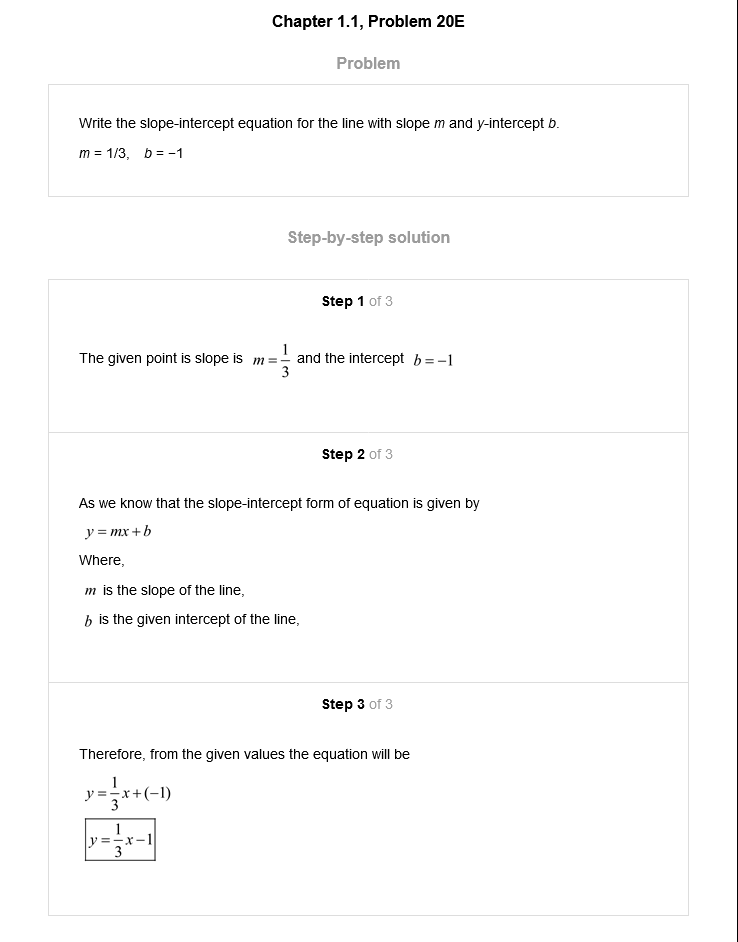 Chapter 1.1, Problem 20E
Problem
Write the slope-intercept equation for the line with slope m and y-intercept b.
m = 1/3, b = −1
Step-by-step solution
Step 1 of 3
The given point is slope is m = 1/3 and the intercept b = −1
Step 2 of 3
As we know that the slope-intercept form of equation is given by
y = mx + b
Where,
m is the slope of the line,
b is the given intercept of the line,
Step 3 of 3
Therefore, from the given values the equation will be
y = 1/3 x + (−1)
y = 1/3 x − 1